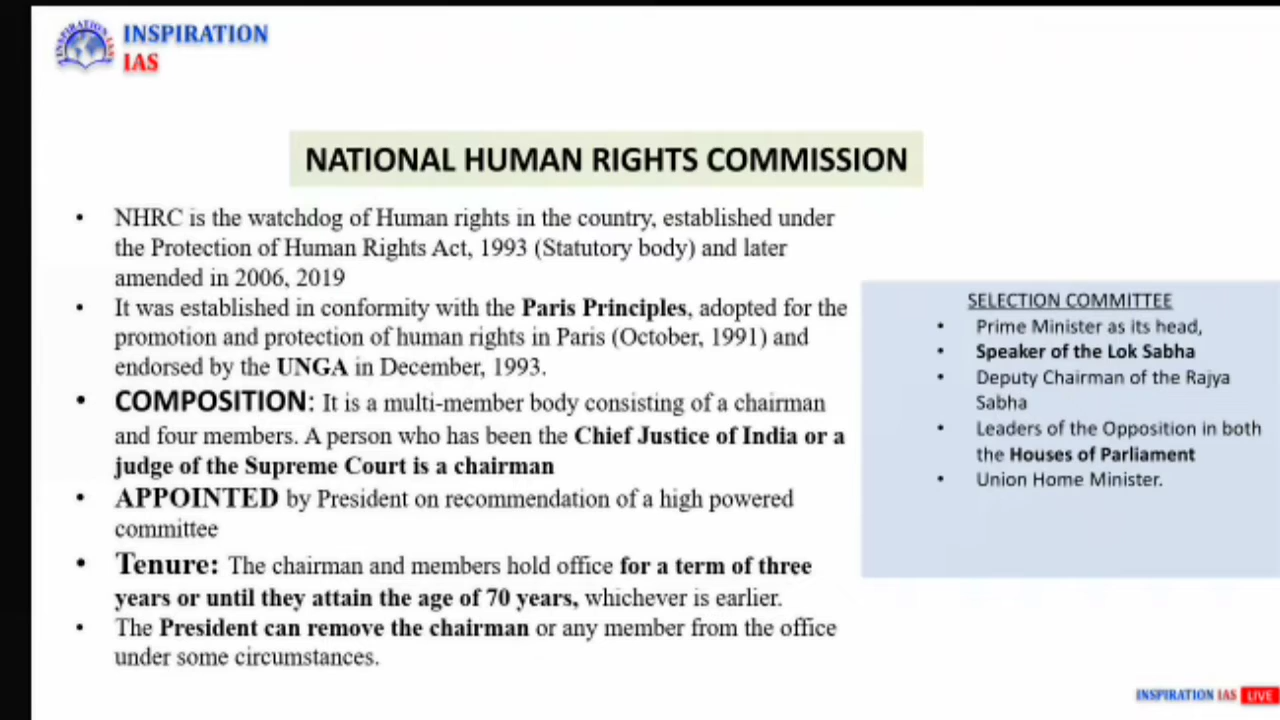 INSPIRATION
IAS
NATIONAL HUMAN RIGHTS COMMISSION
• NHRC is the watchdog of Human rights in the country, established under
the Protection of Human Rights Act, 1993 (Statutory body) and later
amended in 2006, 2019
• It was established in conformity with the Paris Principles, adopted for the
promotion and protection of human rights in Paris (October, 1991) and
endorsed by the UNGA in December, 1993.
• COMPOSITION: It is a multi-member body consisting of a chairman
and four members. A person who has been the Chief Justice of India or a
judge of the Supreme Court is a chairman
• APPOINTED by President on recommendation of a high powered
committee
• Tenure: The chairman and members hold office for a term of three
years or until they attain the age of 70 years, whichever is earlier.
• The President can remove the chairman or any member from the office
under some circumstances.
SELECTION COMMITTEE
• Prime Minister as its head,
• Speaker of the Lok Sabha
• Deputy Chairman of the Rajya
Sabha
• Leaders of the Opposition in both
the Houses of Parliament
• Union Home Minister.
INSPIRATION IAS LIVE